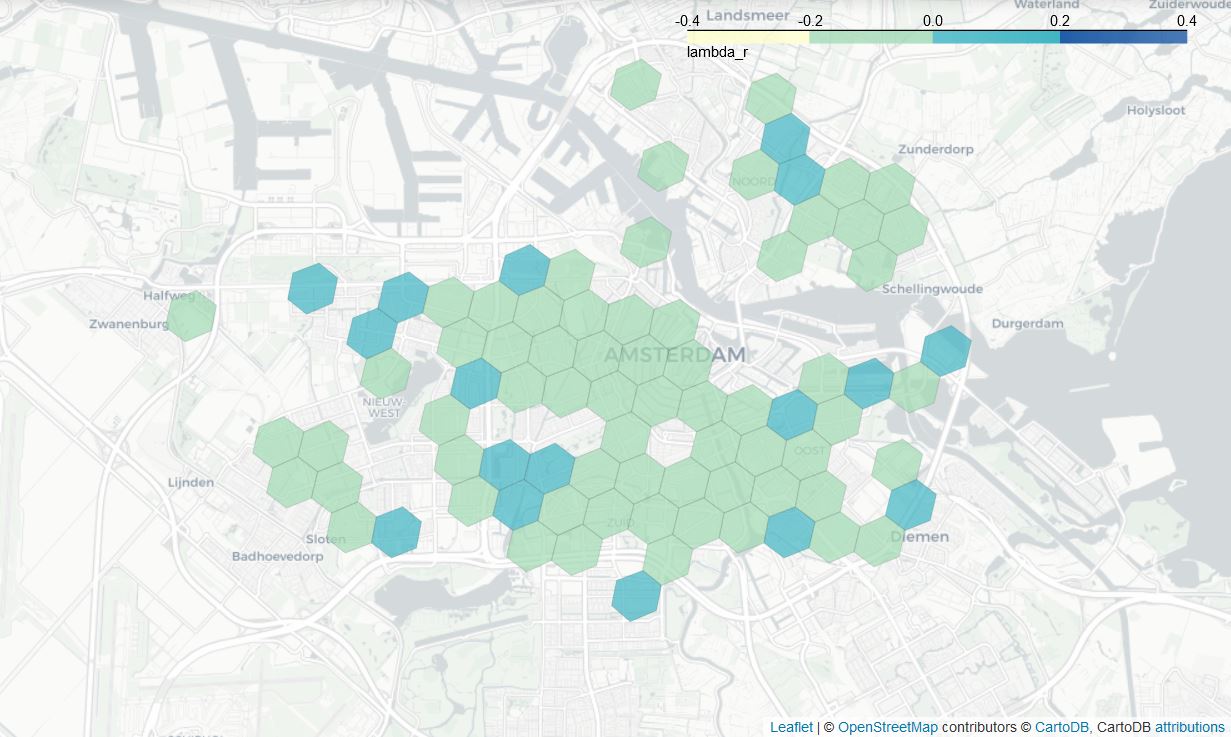 Waterland
Zuiderwoude
-0.4 -0.2 0.0 0.2 0.4
Landsmeer
lambda_r
Holysloot
Zunderdorp
NOORD
Schellingwoude
Halfweg
Zwanenburg
Durgerdam
AMSTERDAM
NIEUW-
WEST
OOST
Lijnden
ZUID
Sloten
Diemen
Badhoevedorp
Leaflet | © OpenStreetMap contributors © CartoDB, CartoDB attributions